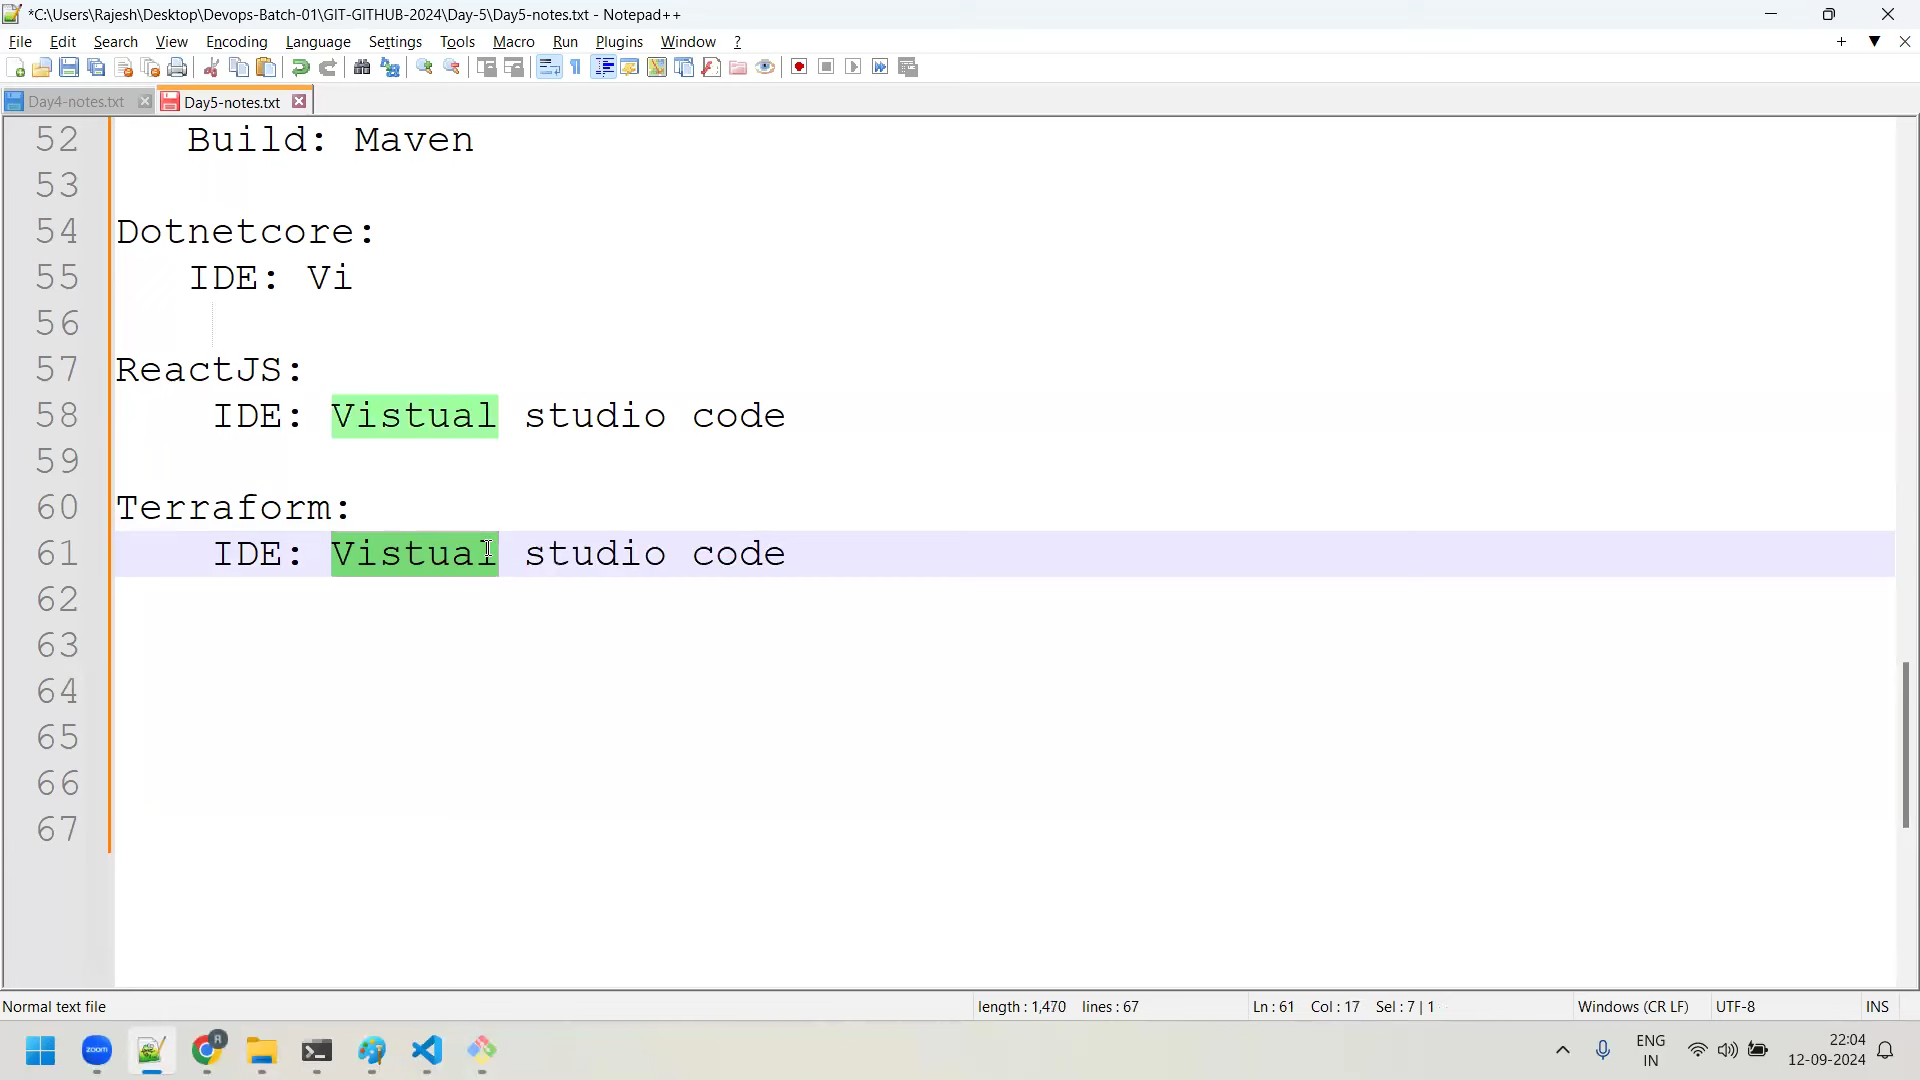 *C:\Users\Rajesh\Desktop\Devops-Batch-01\GIT-GITHUB-2024\Day-5\Day5-notes.txt - Notepad++
File Edit Search View Encoding Language Settings Tools Macro Run Plugins Window ?
Day4-notes.txt Day5-notes.txt
52 Build: Maven
53
54 Dotnetcore:
55 IDE: Vi
56
57 ReactJS:
58 IDE: Vistual studio code
59
60 Terraform:
61 IDE: Vistual studio code
62
63
64
65
66
67
Normal text file length : 1,470 lines : 67 Ln : 61 Col : 17 Sel : 7 | 1 Windows (CR LF) UTF-8 INS
zoom R ENG 22:04
IN 12-09-2024